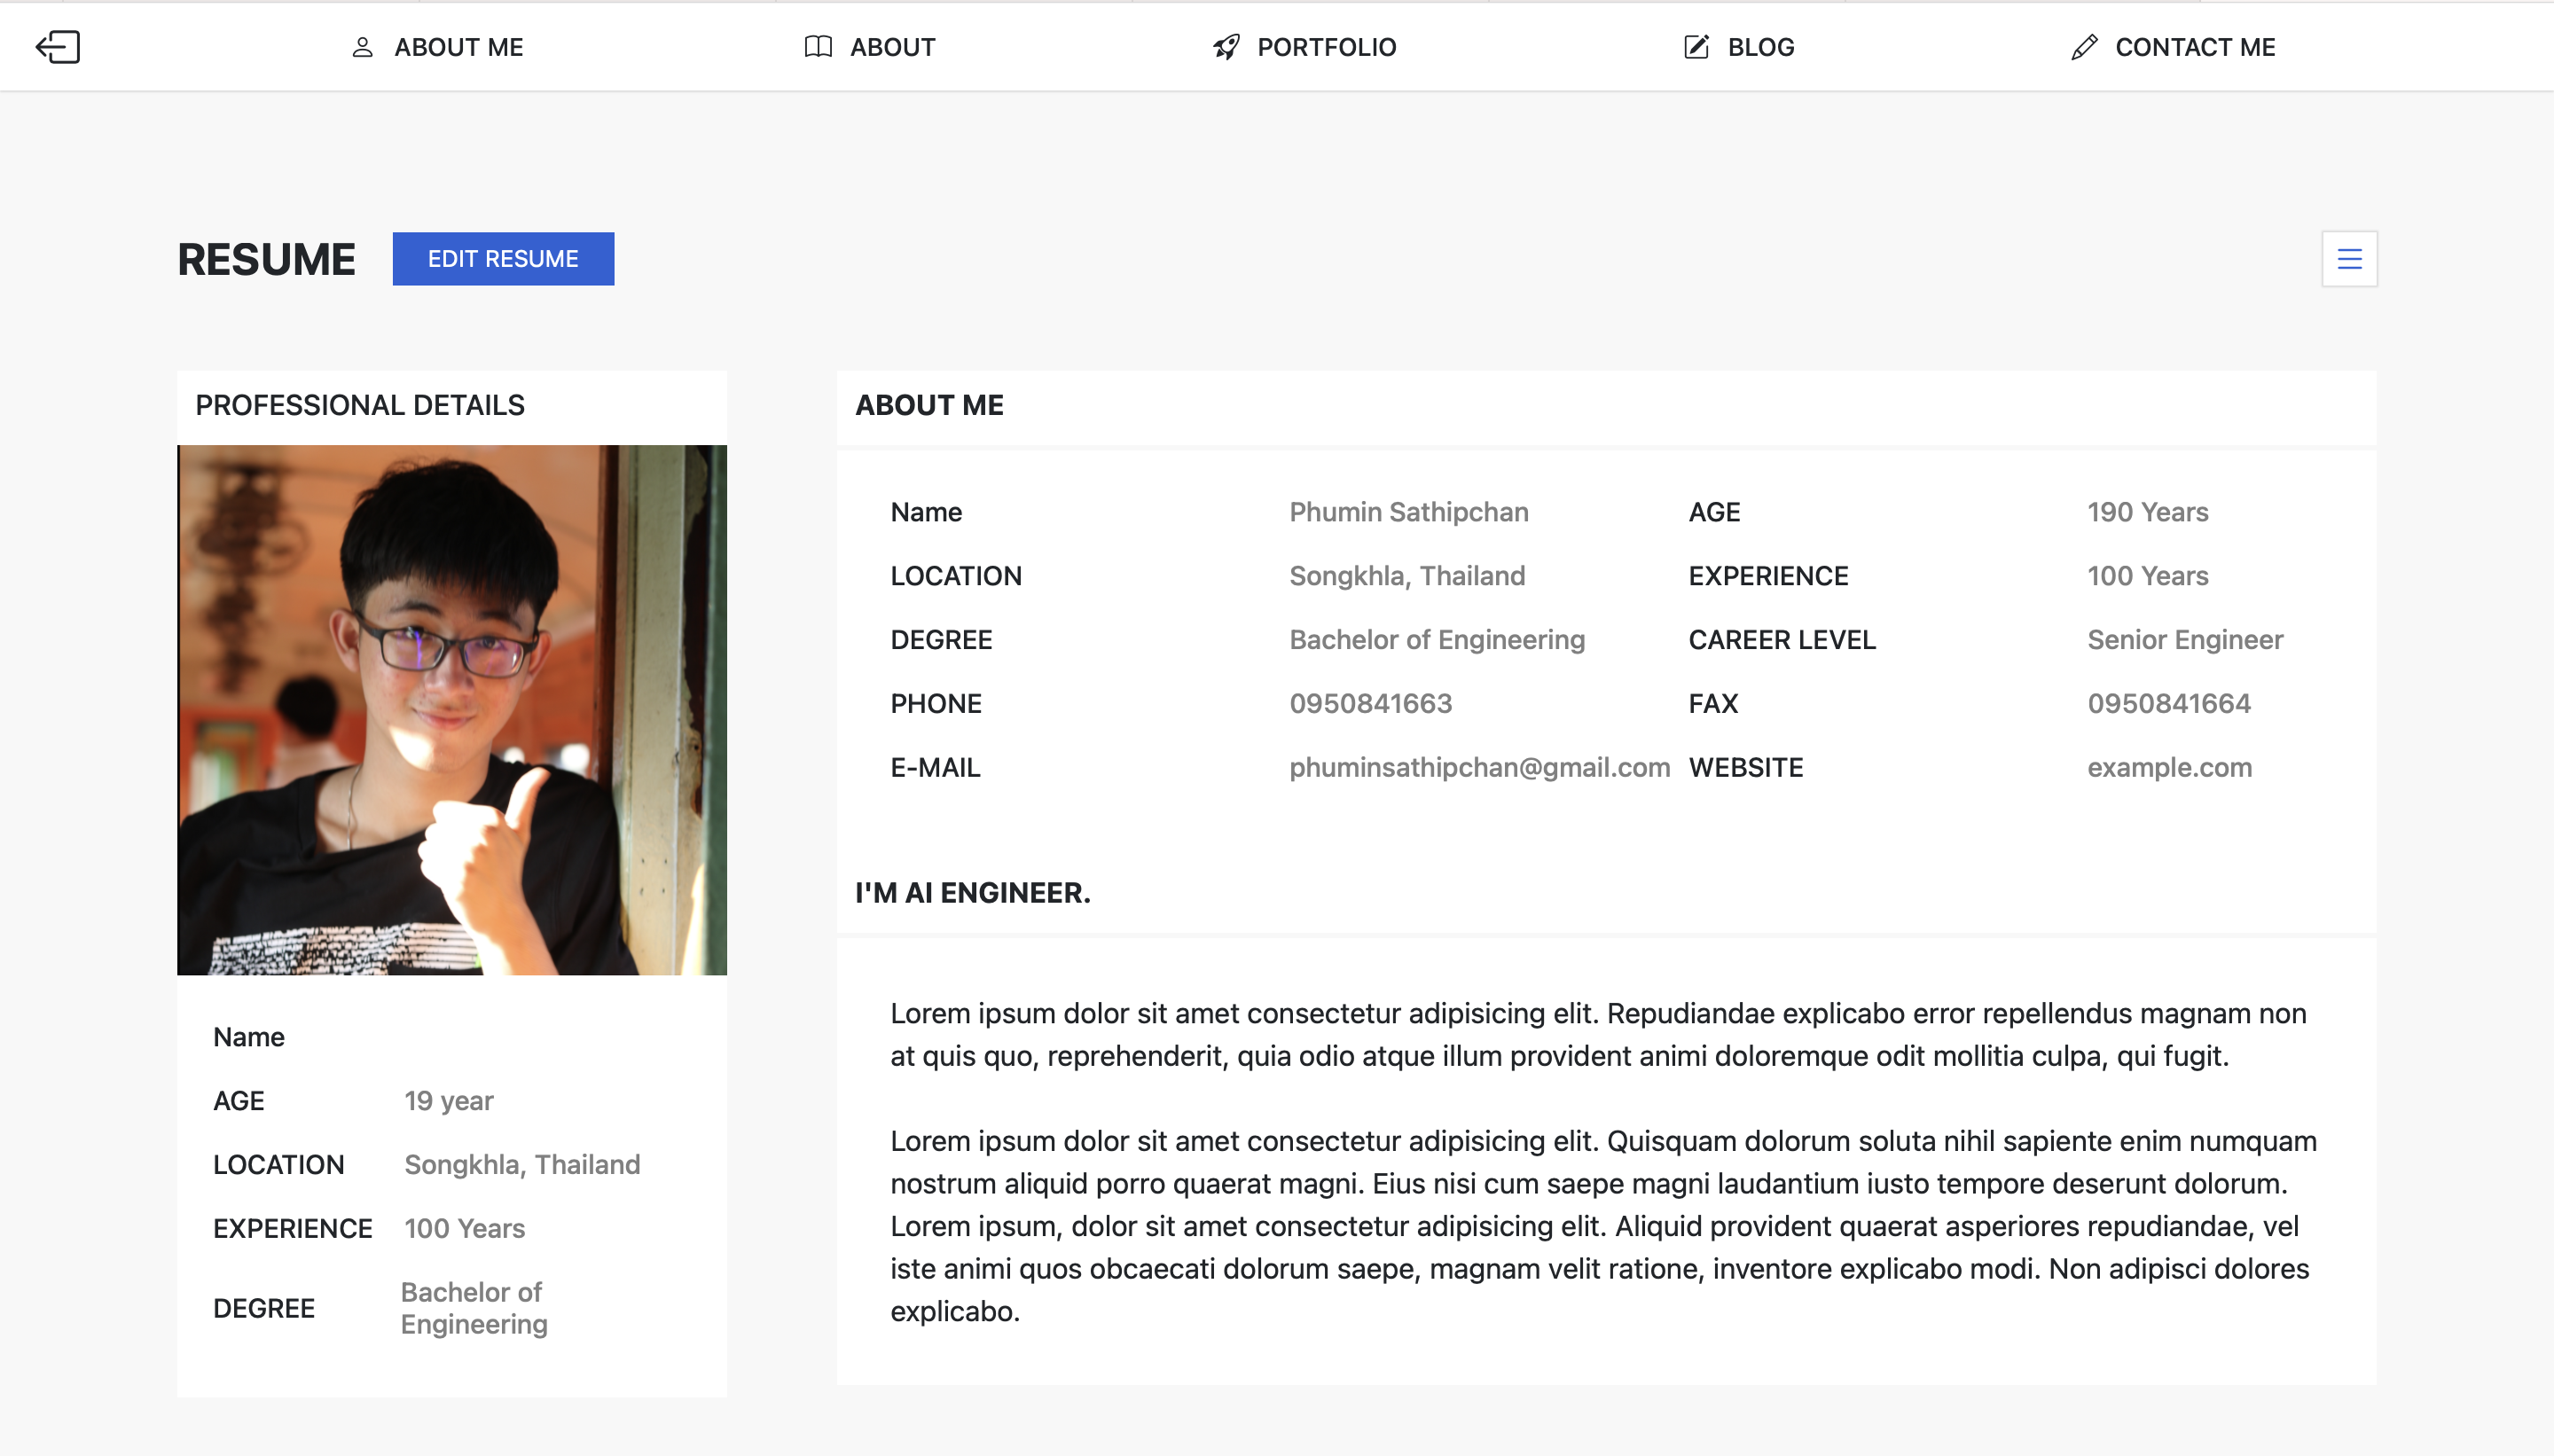 ABOUT ME
ABOUT
PORTFOLIO
BLOG
CONTACT ME
RESUME
EDIT RESUME
PROFESSIONAL DETAILS
Name
AGE 19 year
LOCATION Songkhla, Thailand
EXPERIENCE 100 Years
DEGREE Bachelor of
Engineering
ABOUT ME
Name Phumin Sathipchan AGE 190 Years
LOCATION Songkhla, Thailand EXPERIENCE 100 Years
DEGREE Bachelor of Engineering CAREER LEVEL Senior Engineer
PHONE 0950841663 FAX 0950841664
E-MAIL phuminsathipchan@gmail.com WEBSITE example.com
I'M AI ENGINEER.
Lorem ipsum dolor sit amet consectetur adipisicing elit. Repudiandae explicabo error repellendus magnam non
at quis quo, reprehenderit, quia odio atque illum provident animi doloremque odit mollitia culpa, qui fugit.
Lorem ipsum dolor sit amet consectetur adipisicing elit. Quisquam dolorum soluta nihil sapiente enim numquam
nostrum aliquid porro quaerat magni. Eius nisi cum saepe magni laudantium iusto tempore deserunt dolorum.
Lorem ipsum, dolor sit amet consectetur adipisicing elit. Aliquid provident quaerat asperiores repudiandae, vel
iste animi quos obcaecati dolorum saepe, magnam velit ratione, inventore explicabo modi. Non adipisci dolores
explicabo.